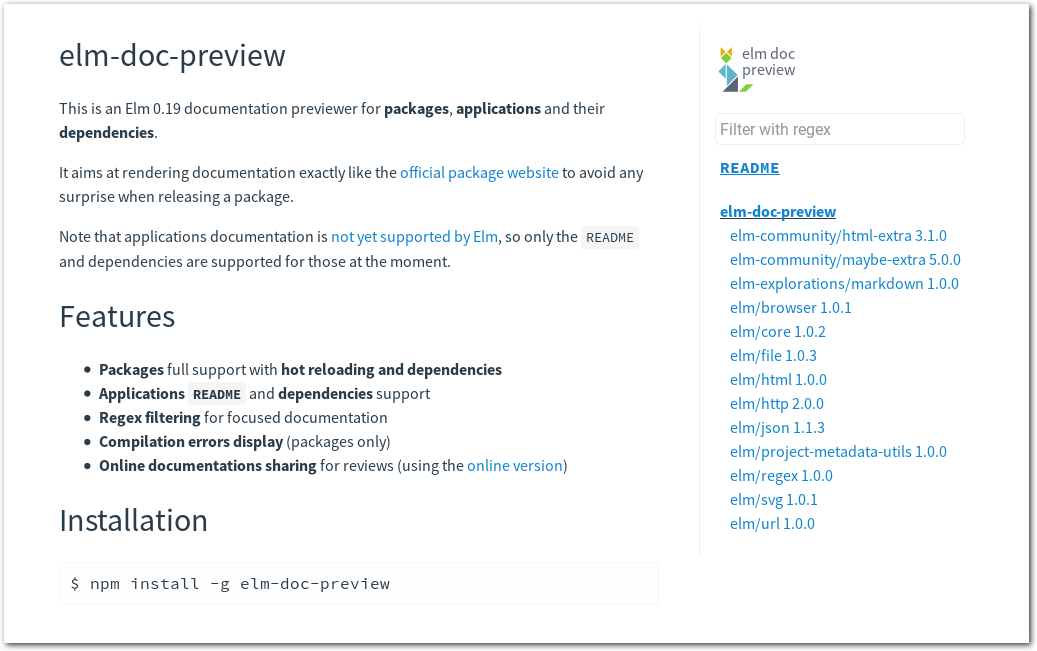 elm-doc-preview
This is an Elm 0.19 documentation previewer for packages, applications and their
dependencies.
It aims at rendering documentation exactly like the official package website to avoid any
surprise when releasing a package.
Note that applications documentation is not yet supported by Elm, so only the README
and dependencies are supported for those at the moment.
Features
• Packages full support with hot reloading and dependencies
• Applications README and dependencies support
• Regex filtering for focused documentation
• Compilation errors display (packages only)
• Online documentations sharing for reviews (using the online version)
Installation
$ npm install -g elm-doc-preview
elm doc
preview
Filter with regex
README
elm-doc-preview
elm-community/html-extra 3.1.0
elm-community/maybe-extra 5.0.0
elm-explorations/markdown 1.0.0
elm/browser 1.0.1
elm/core 1.0.2
elm/file 1.0.3
elm/html 1.0.0
elm/http 2.0.0
elm/json 1.1.3
elm/project-metadata-utils 1.0.0
elm/regex 1.0.0
elm/svg 1.0.1
elm/url 1.0.0